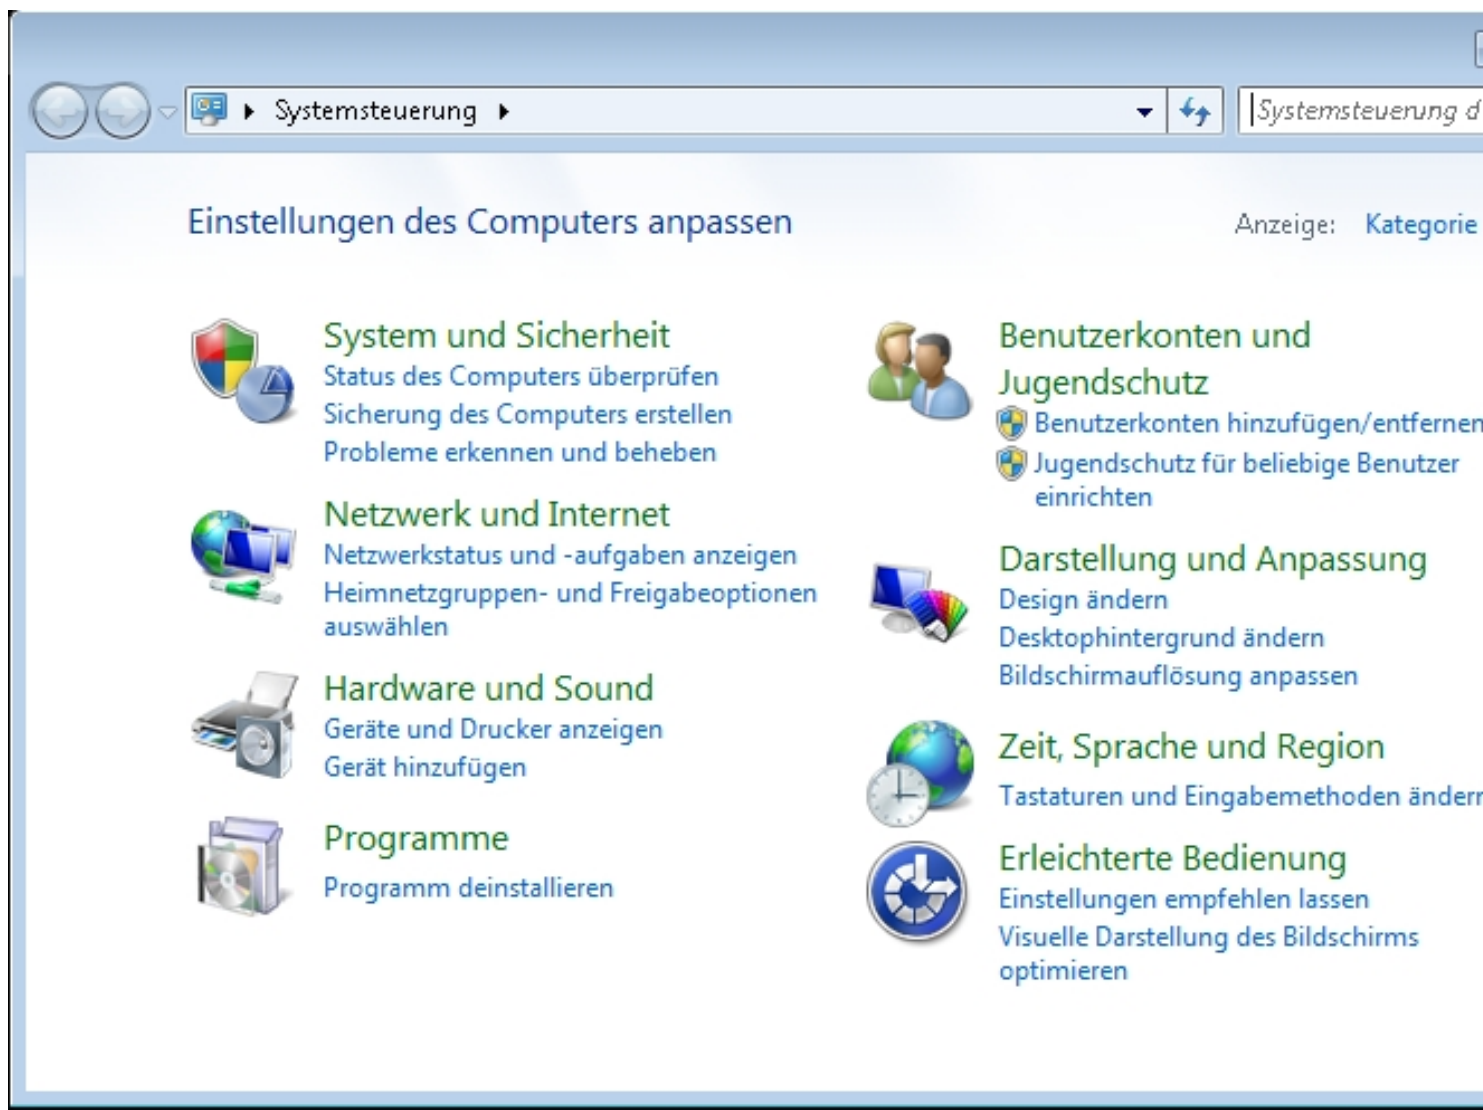 Systemsteuerung
Systemsteuerung d
Einstellungen des Computers anpassen
Anzeige: Kategorie
System und Sicherheit
Status des Computers überprüfen
Sicherung des Computers erstellen
Probleme erkennen und beheben
Netzwerk und Internet
Netzwerkstatus und -aufgaben anzeigen
Heimnetzgruppen- und Freigabeoptionen
auswählen
Hardware und Sound
Geräte und Drucker anzeigen
Gerät hinzufügen
Programme
Programm deinstallieren
Benutzerkonten und
Jugendschutz
Benutzerkonten hinzufügen/entfernen
Jugendschutz für beliebige Benutzer
einrichten
Darstellung und Anpassung
Design ändern
Desktophintergrund ändern
Bildschirmauflösung anpassen
Zeit, Sprache und Region
Tastaturen und Eingabemethoden ändern
Erleichterte Bedienung
Einstellungen empfehlen lassen
Visuelle Darstellung des Bildschirms
optimieren